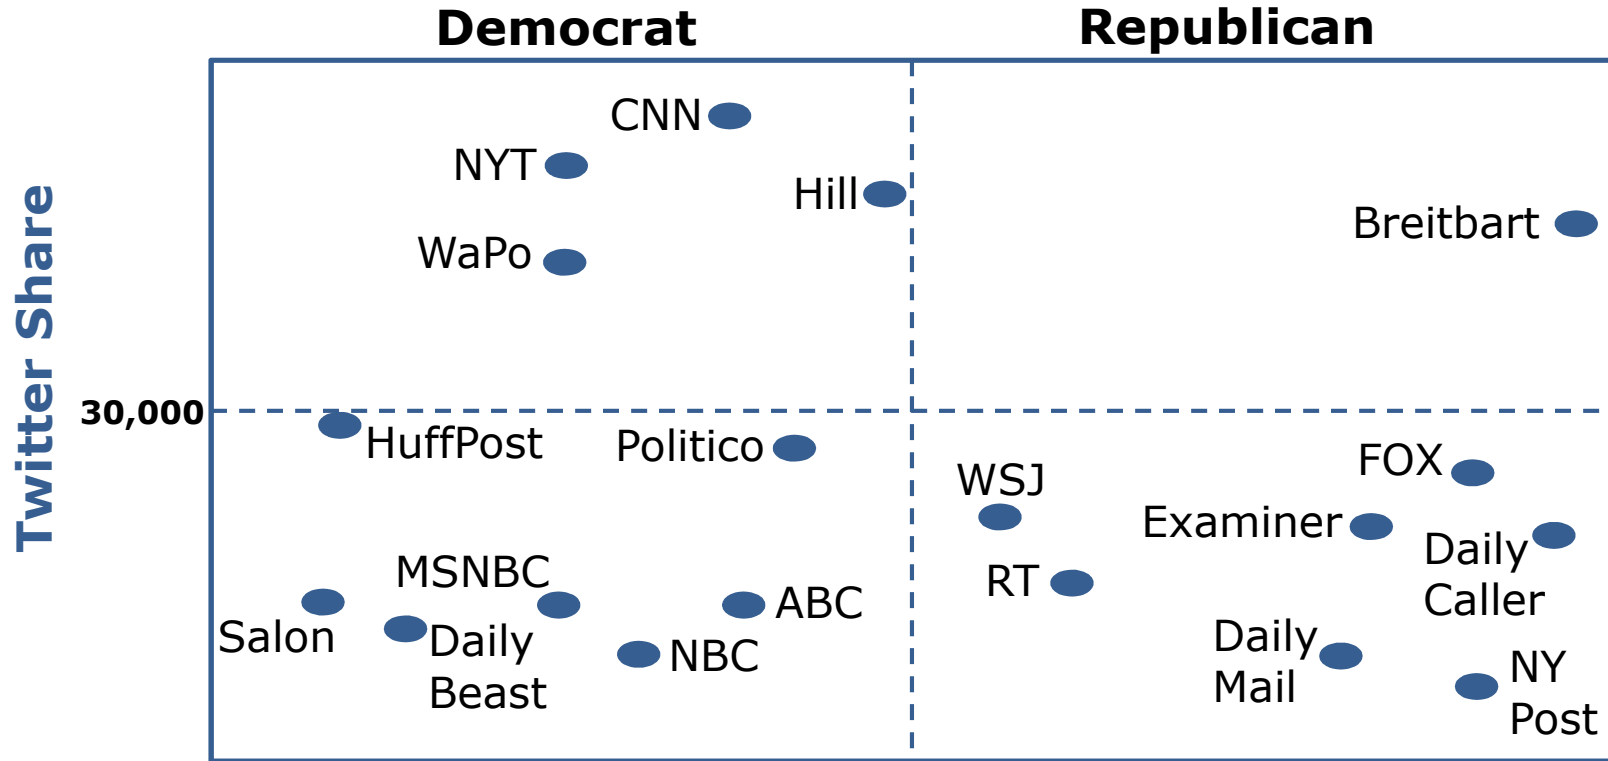 Democrat
Republican
CNN
NYT
Hill
Breitbart
WaPo
Twitter Share
30,000
HuffPost
Politico
FOX
WSJ
Examiner
Daily
Caller
MSNBC
RT
ABC
Salon
Daily
Beast
NBC
Daily
Mail
NY
Post